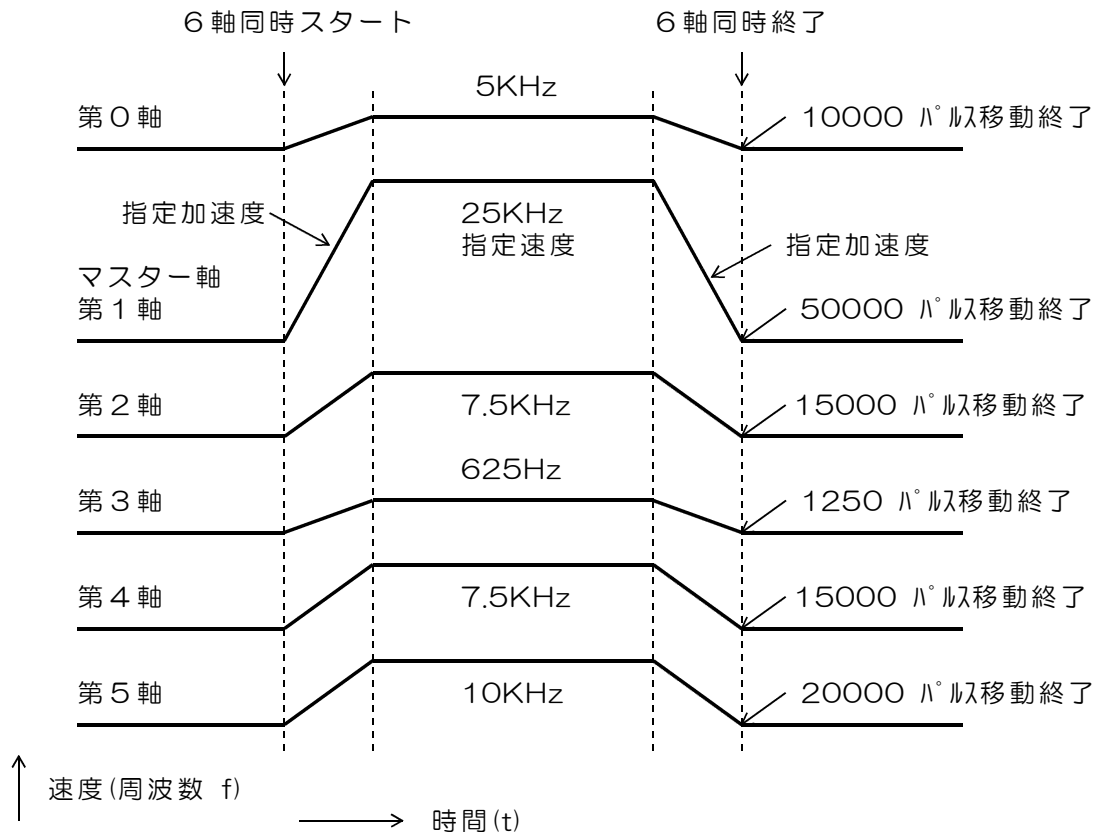 6軸同時スタート
6軸同時終了
5KHz
第0軸
10000 ﾊﾟﾙｽ移動終了
指定加速度
25KHz
指定速度
指定加速度
マスター軸
第1軸
50000 ﾊﾟﾙｽ移動終了
第2軸
7.5KHz
15000 ﾊﾟﾙｽ移動終了
625Hz
第3軸
1250 ﾊﾟﾙｽ移動終了
第4軸
7.5KHz
15000 ﾊﾟﾙｽ移動終了
第5軸
10KHz
20000 ﾊﾟﾙｽ移動終了
速度(周波数 f)
時間(t)